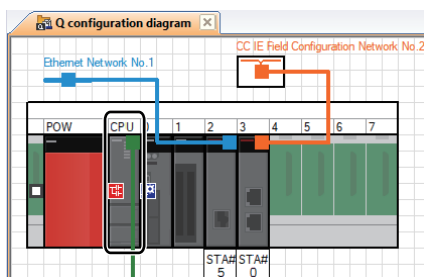 Q configuration diagram
CC IE Field Configuration Network No.2
Ethernet Network No.1
POW CPU 0 1 2 3 4 5 6 7
STA# STA#
5 0